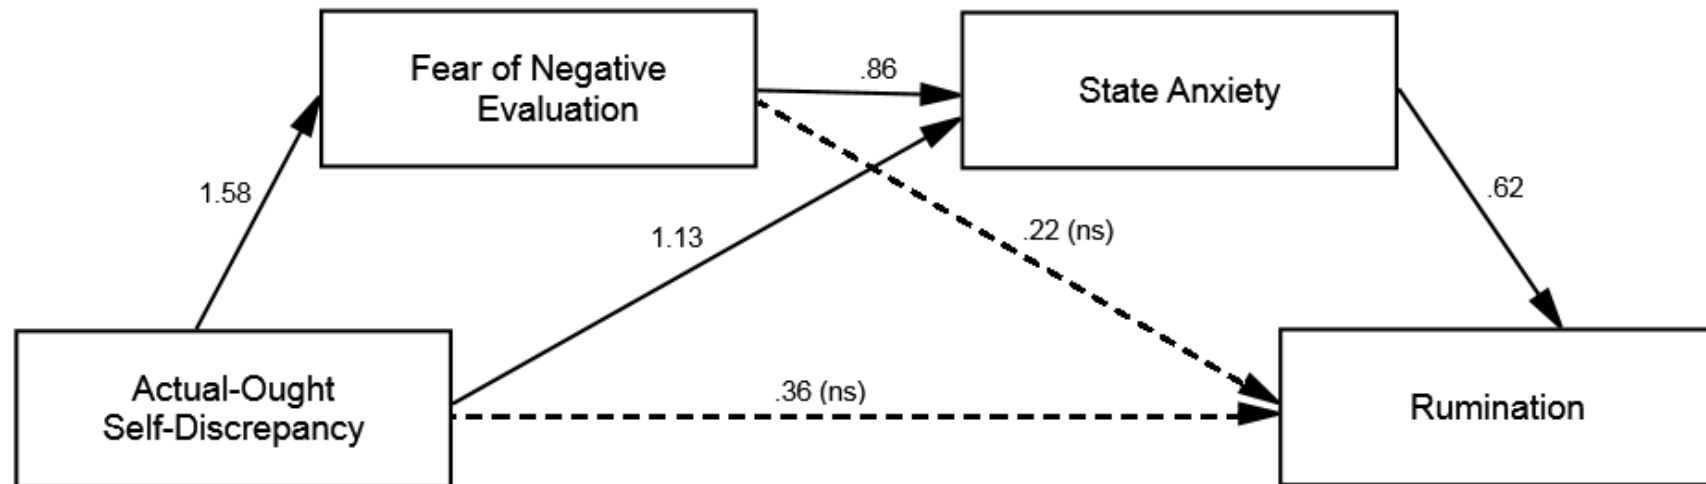 Fear of Negative
Evaluation
.86
State Anxiety
1.58
1.13
.22 (ns)
.62
Actual-Ought
Self-Discrepancy
.36 (ns)
Rumination